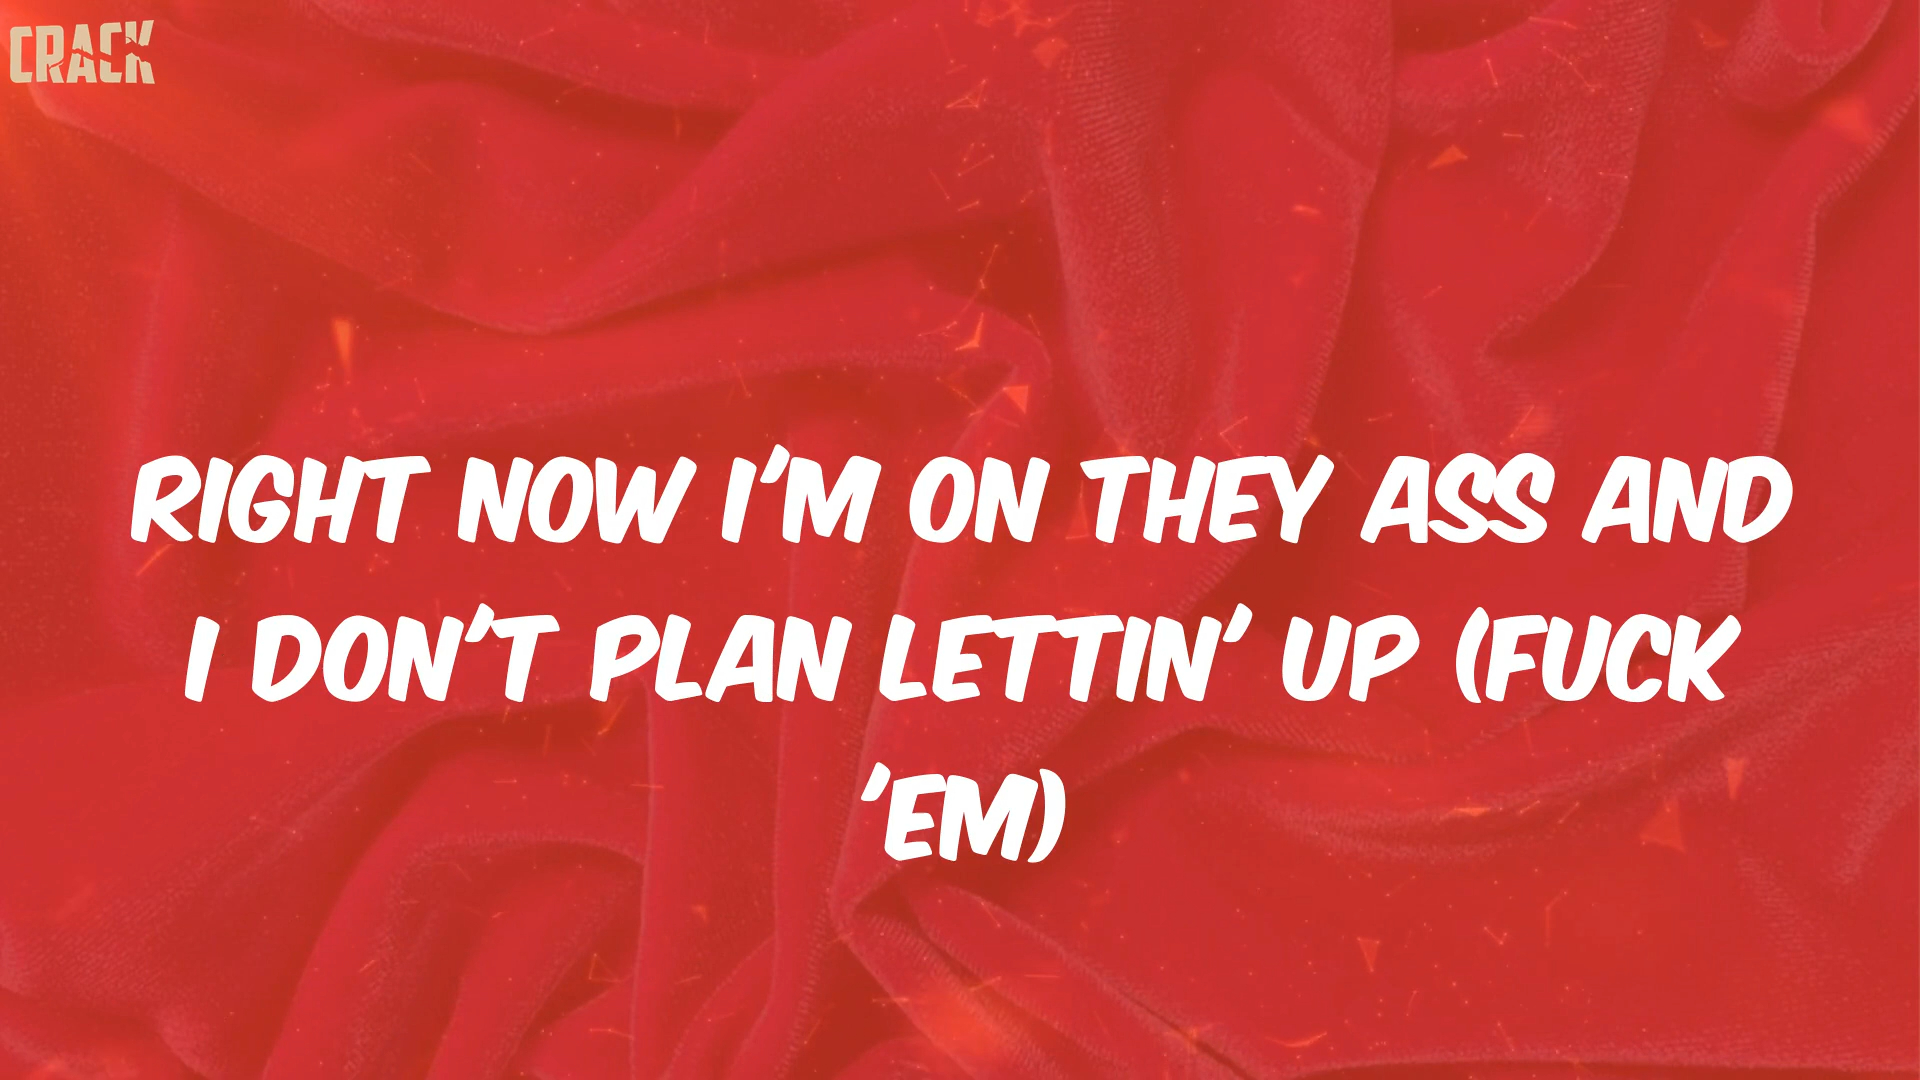 CRACK
RIGHT NOW I'M ON THEY ASS AND
I DON'T PLAN LETTIN' UP (FUCK
'EM)